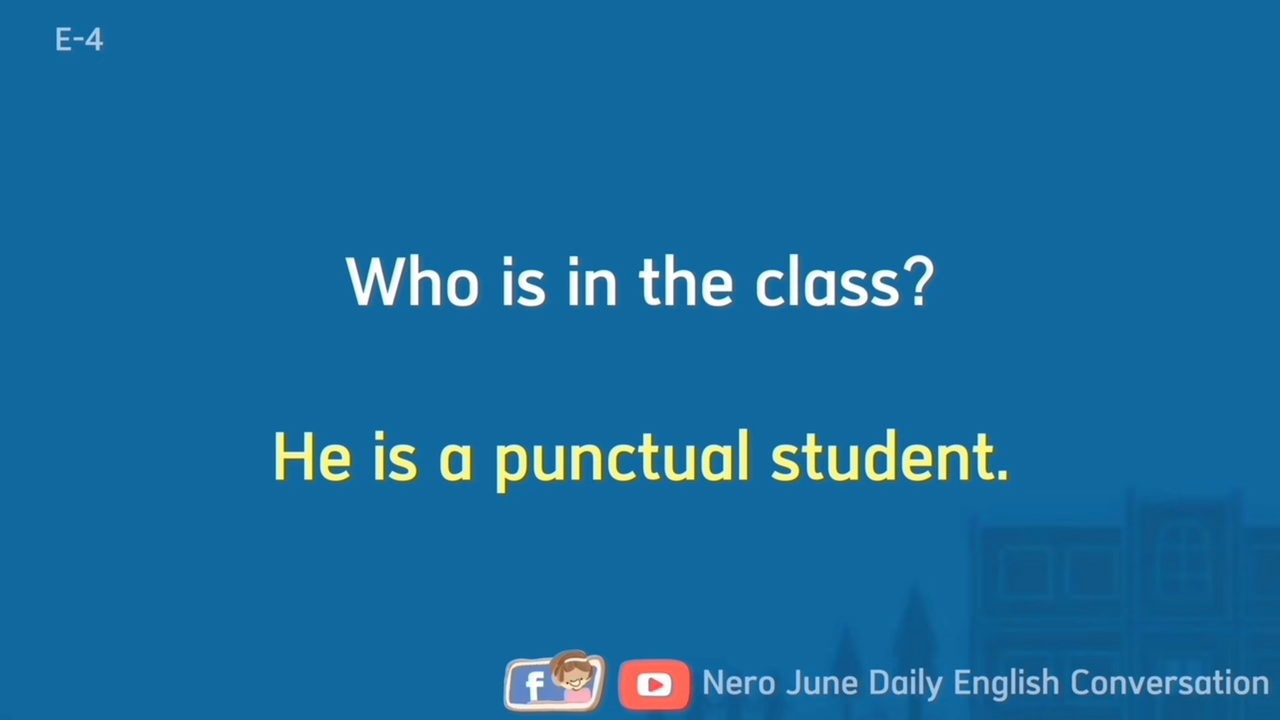 E-4
Who is in the class?
He is a punctual student.
f
Nero June Daily English Conversation